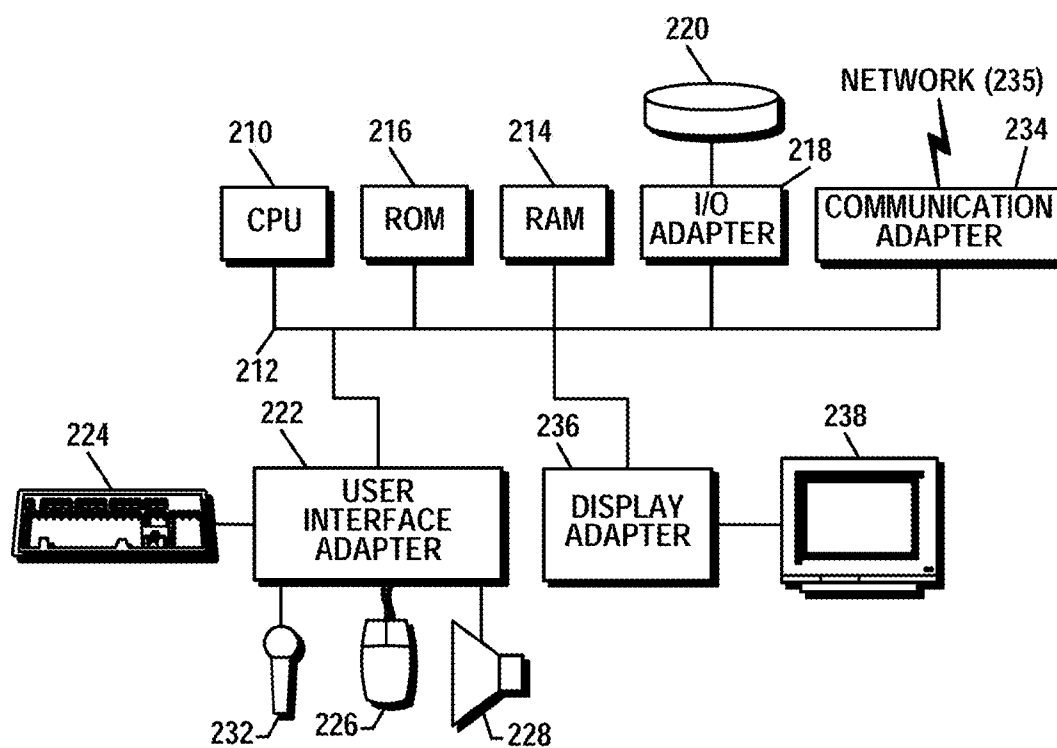 220
NETWORK (235)
210
216
214
218
234
CPU
ROM
RAM
I/O
ADAPTER
COMMUNICATION
ADAPTER
212
222
236
238
224
USER
INTERFACE
ADAPTER
DISPLAY
ADAPTER
232
226
228